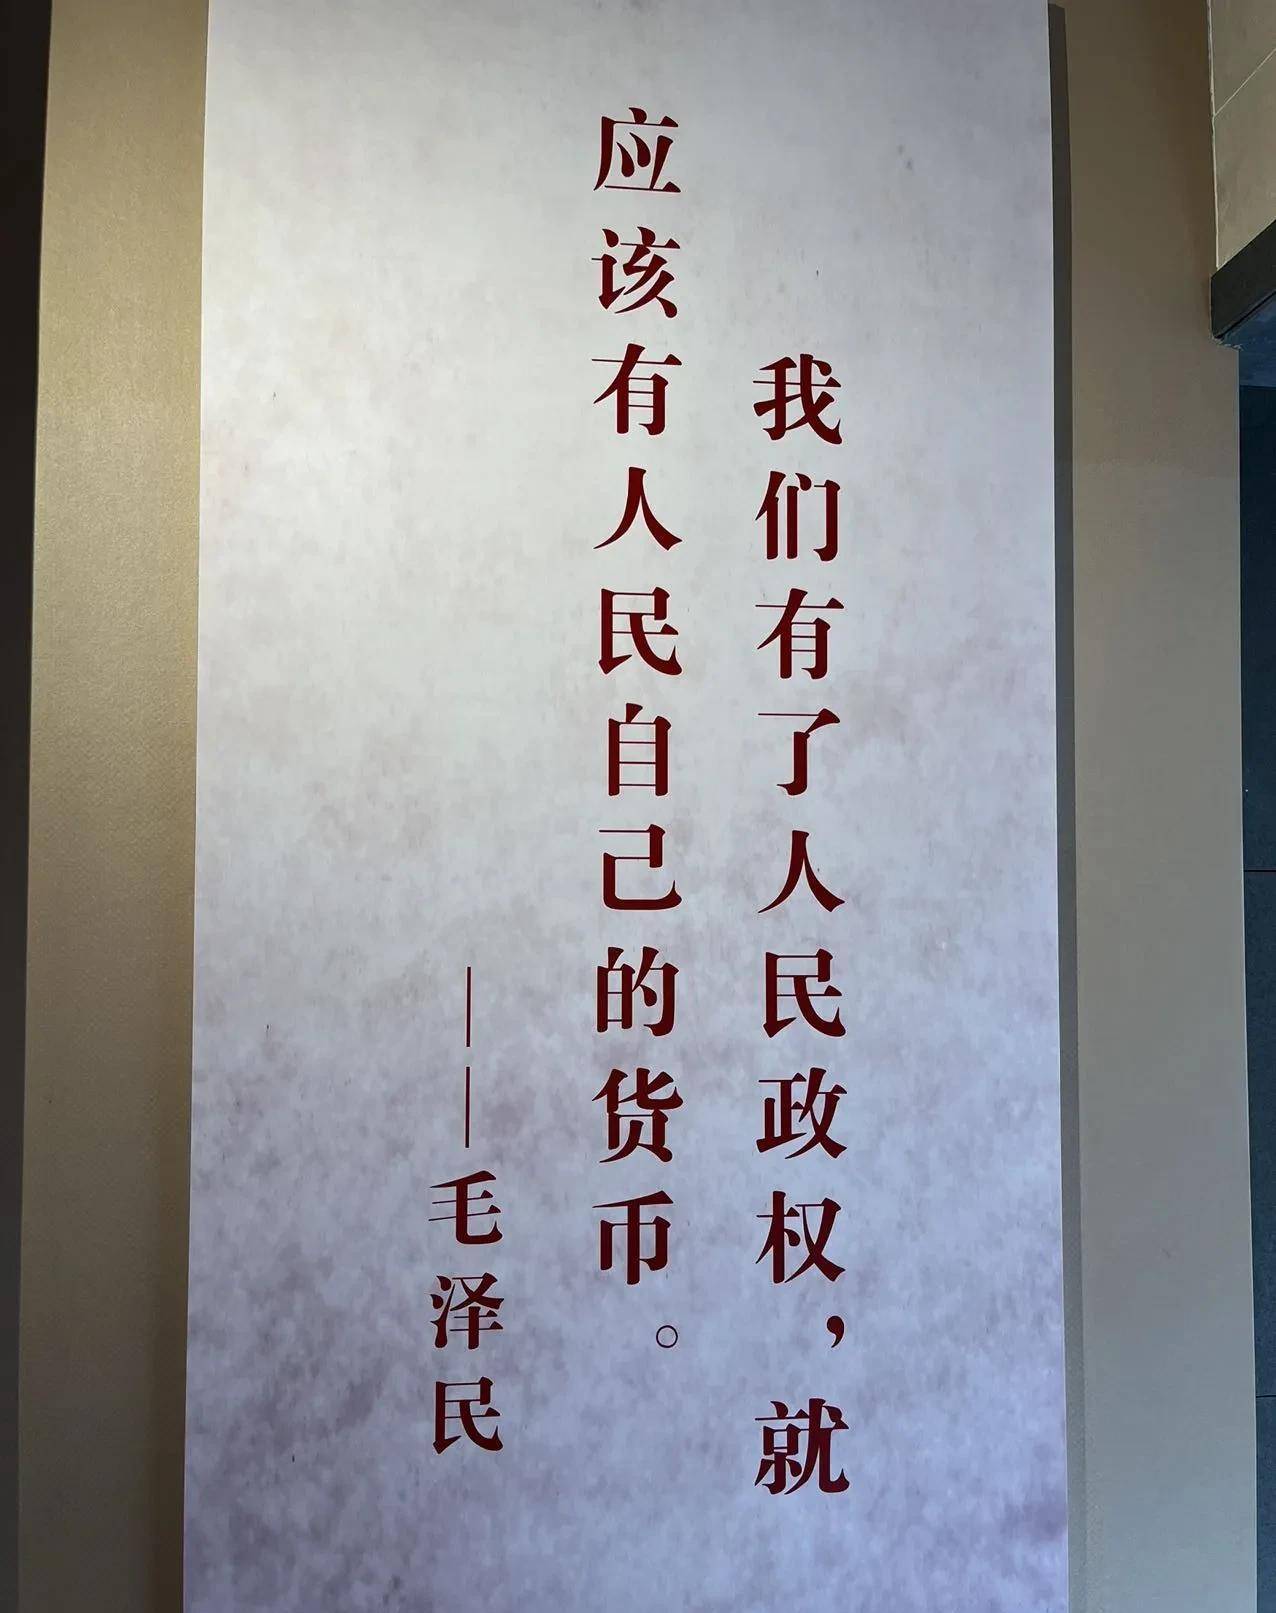 我们有了人民政权，就
应该有人民自己的货币。
——毛泽民